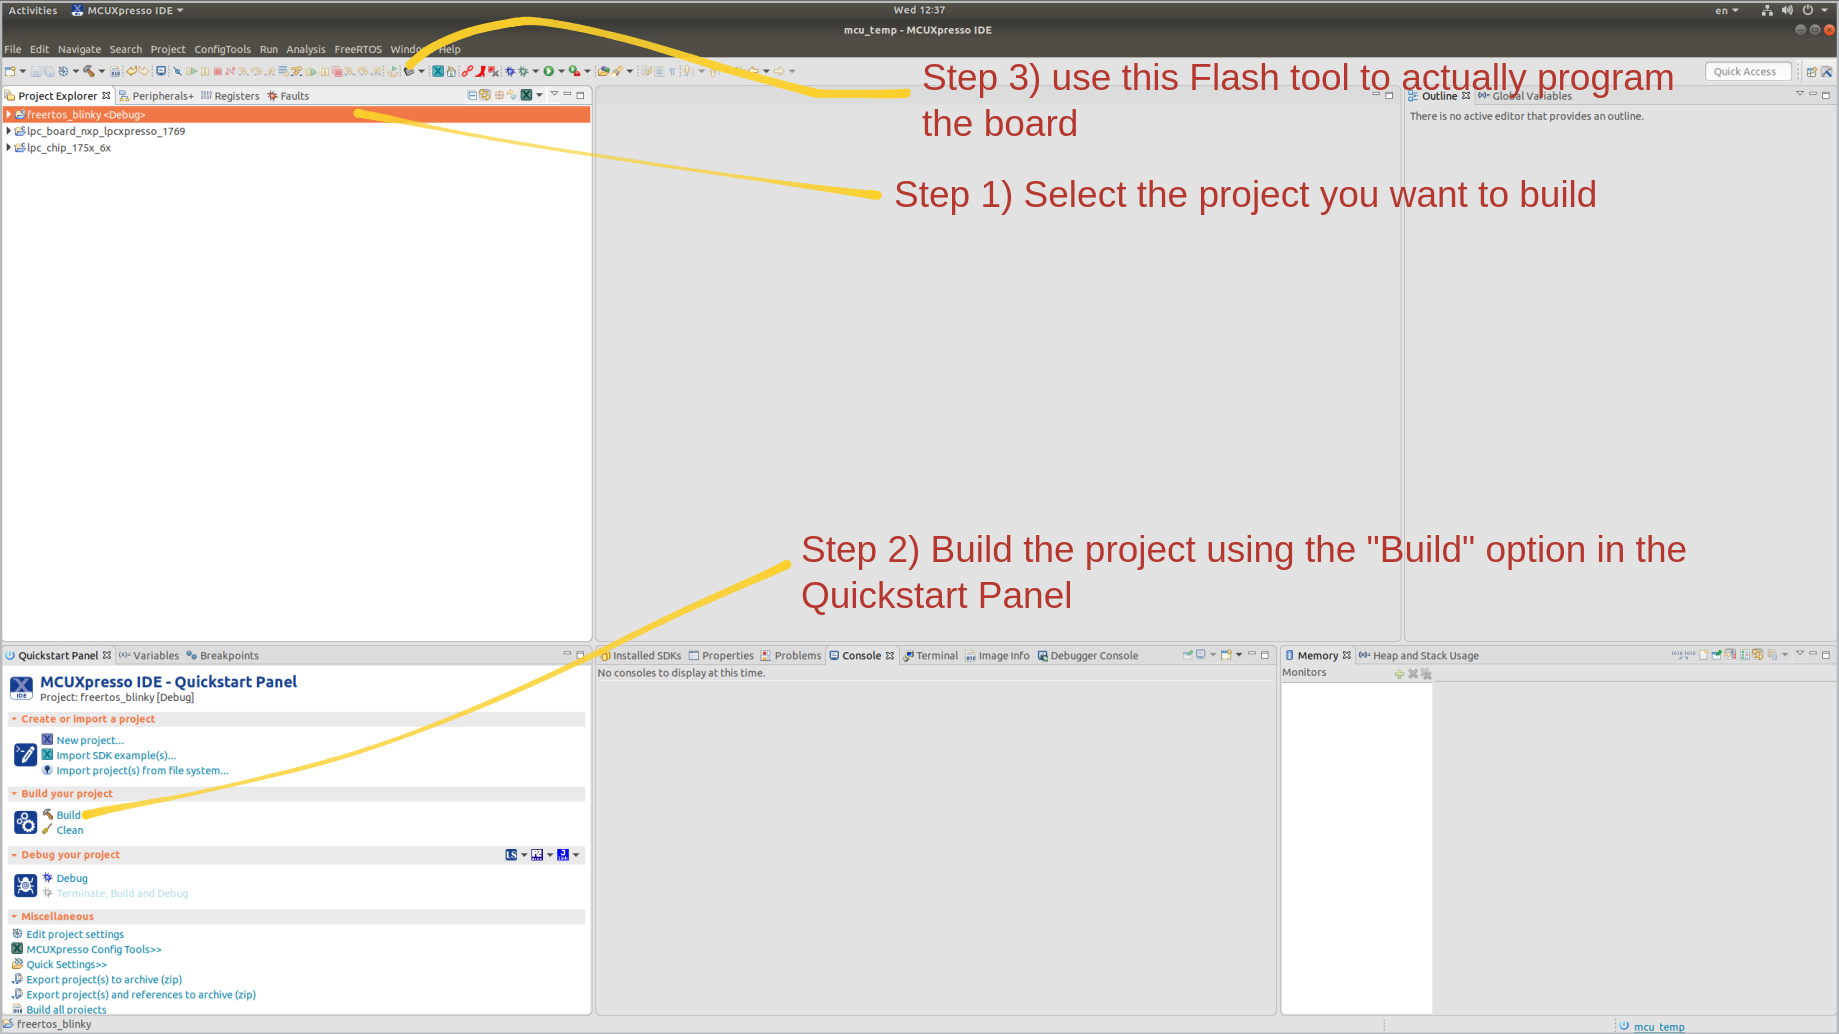 Activities MCUXpresso IDE Wed 12:37 en
mcu_temp - MCUXpresso IDE
File Edit Navigate Search Project ConfigTools Run Analysis FreeRTOS Window Help
Quick Access
Step 3) use this Flash tool to actually program
the board
Project Explorer Peripherals+ Registers Faults
Outline Global Variables
freertos_blinky <Debug>
There is no active editor that provides an outline.
lpc_board_nxp_lpcxpresso_1769
lpc_chip_175x_6x
Step 1) Select the project you want to build
Step 2) Build the project using the "Build" option in the
Quickstart Panel
Quickstart Panel Variables Breakpoints
Installed SDKs Properties Problems Console Terminal Image Info Debugger Console
Memory Heap and Stack Usage
No consoles to display at this time.
Monitors
MCUXpresso IDE - Quickstart Panel
Project: freertos_blinky [Debug]
Create or import a project
New project...
Import SDK example(s)...
Import project(s) from file system...
Build your project
Build
Clean
Debug your project
Debug
Terminate, Build and Debug
Miscellaneous
Edit project settings
MCUXpresso Config Tools>>
Quick Settings>>
Export project(s) to archive (zip)
Export project(s) and references to archive (zip)
Build all projects
freertos_blinky
mcu_temp